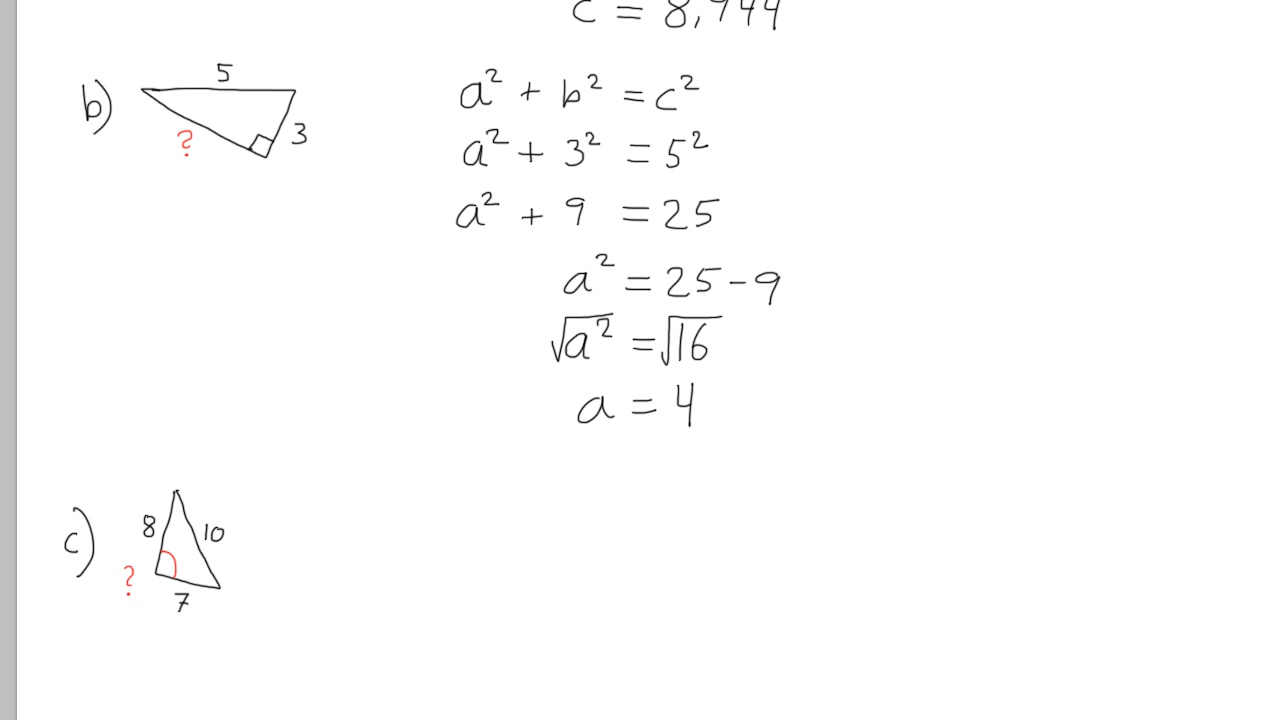 c = 8,944
b)
5
3
?
a² + b² = c²
a² + 3² = 5²
a² + 9 = 25
a² = 25 - 9
√a² = √16
a = 4
c)
8
10
?
7